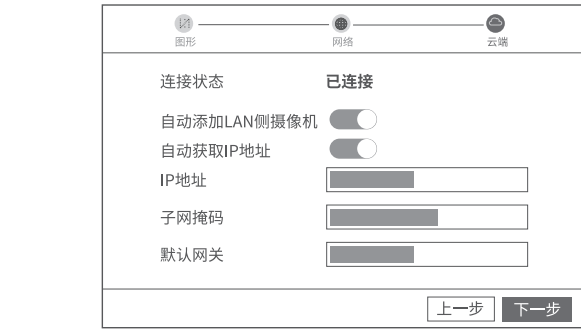 图形 网络 云端
连接状态 已连接
自动添加LAN侧摄像机
自动获取IP地址
IP地址
子网掩码
默认网关
上一步 下一步